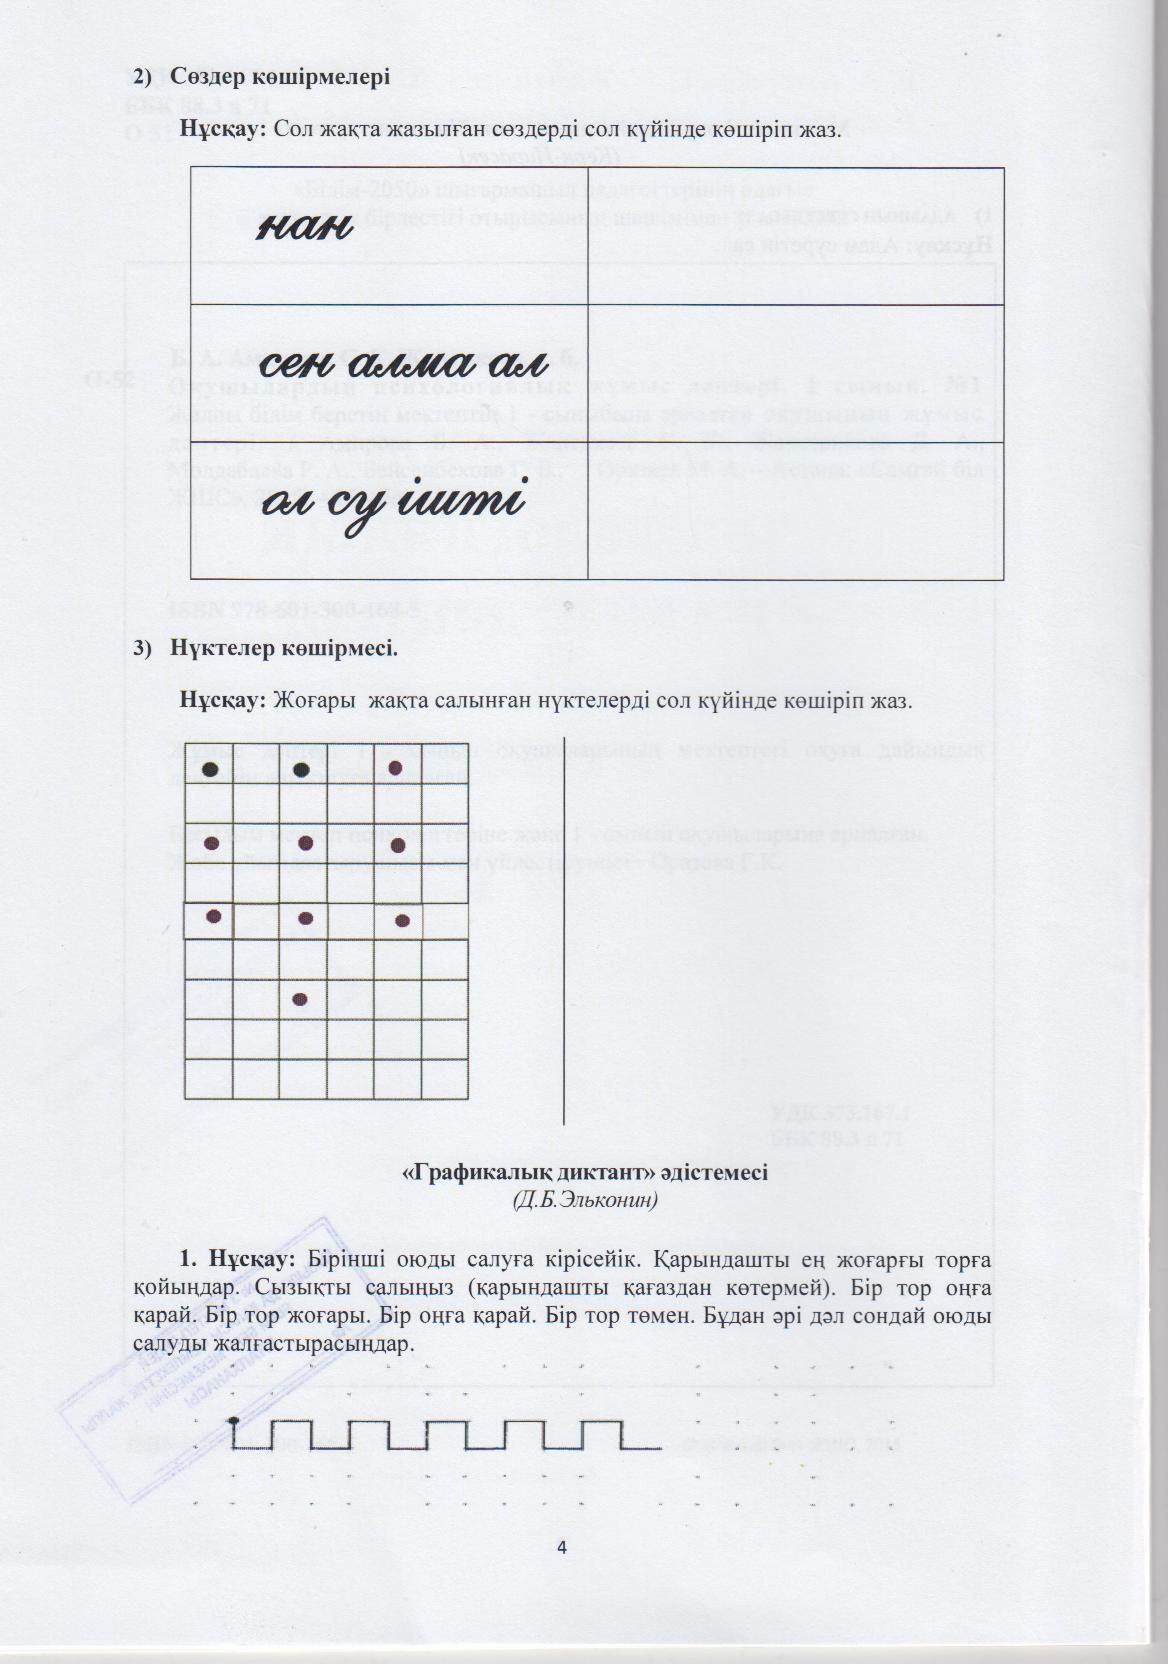 2) Сөздер көшірмелері
Нұсқау: Сол жақта жазылған сөздерді сол күйінде көшіріп жаз.
нан
сен алма ал
ол су ішті
3) Нүктелер көшірмесі.
Нұсқау: Жоғары жақта салынған нүктелерді сол күйінде көшіріп жаз.
«Графикалық диктант» әдістемесі
(Д.Б.Эльконин)
1. Нұсқау: Бірінші оюды салуға кірісейік. Қарындашты ең жоғарғы торға
қойыңдар. Сызықты салыңыз (қарындашты қағаздан көтермей). Бір тор оңға
қарай. Бір тор жоғары. Бір оңға қарай. Бір тор төмен. Бұдан әрі дәл сондай оюды
салуды жалғастырасыңдар.
4